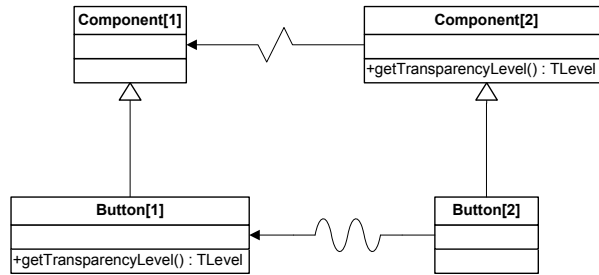 Component[1]
Component[2]
+getTransparencyLevel() : TLevel
Button[1]
Button[2]
+getTransparencyLevel() : TLevel